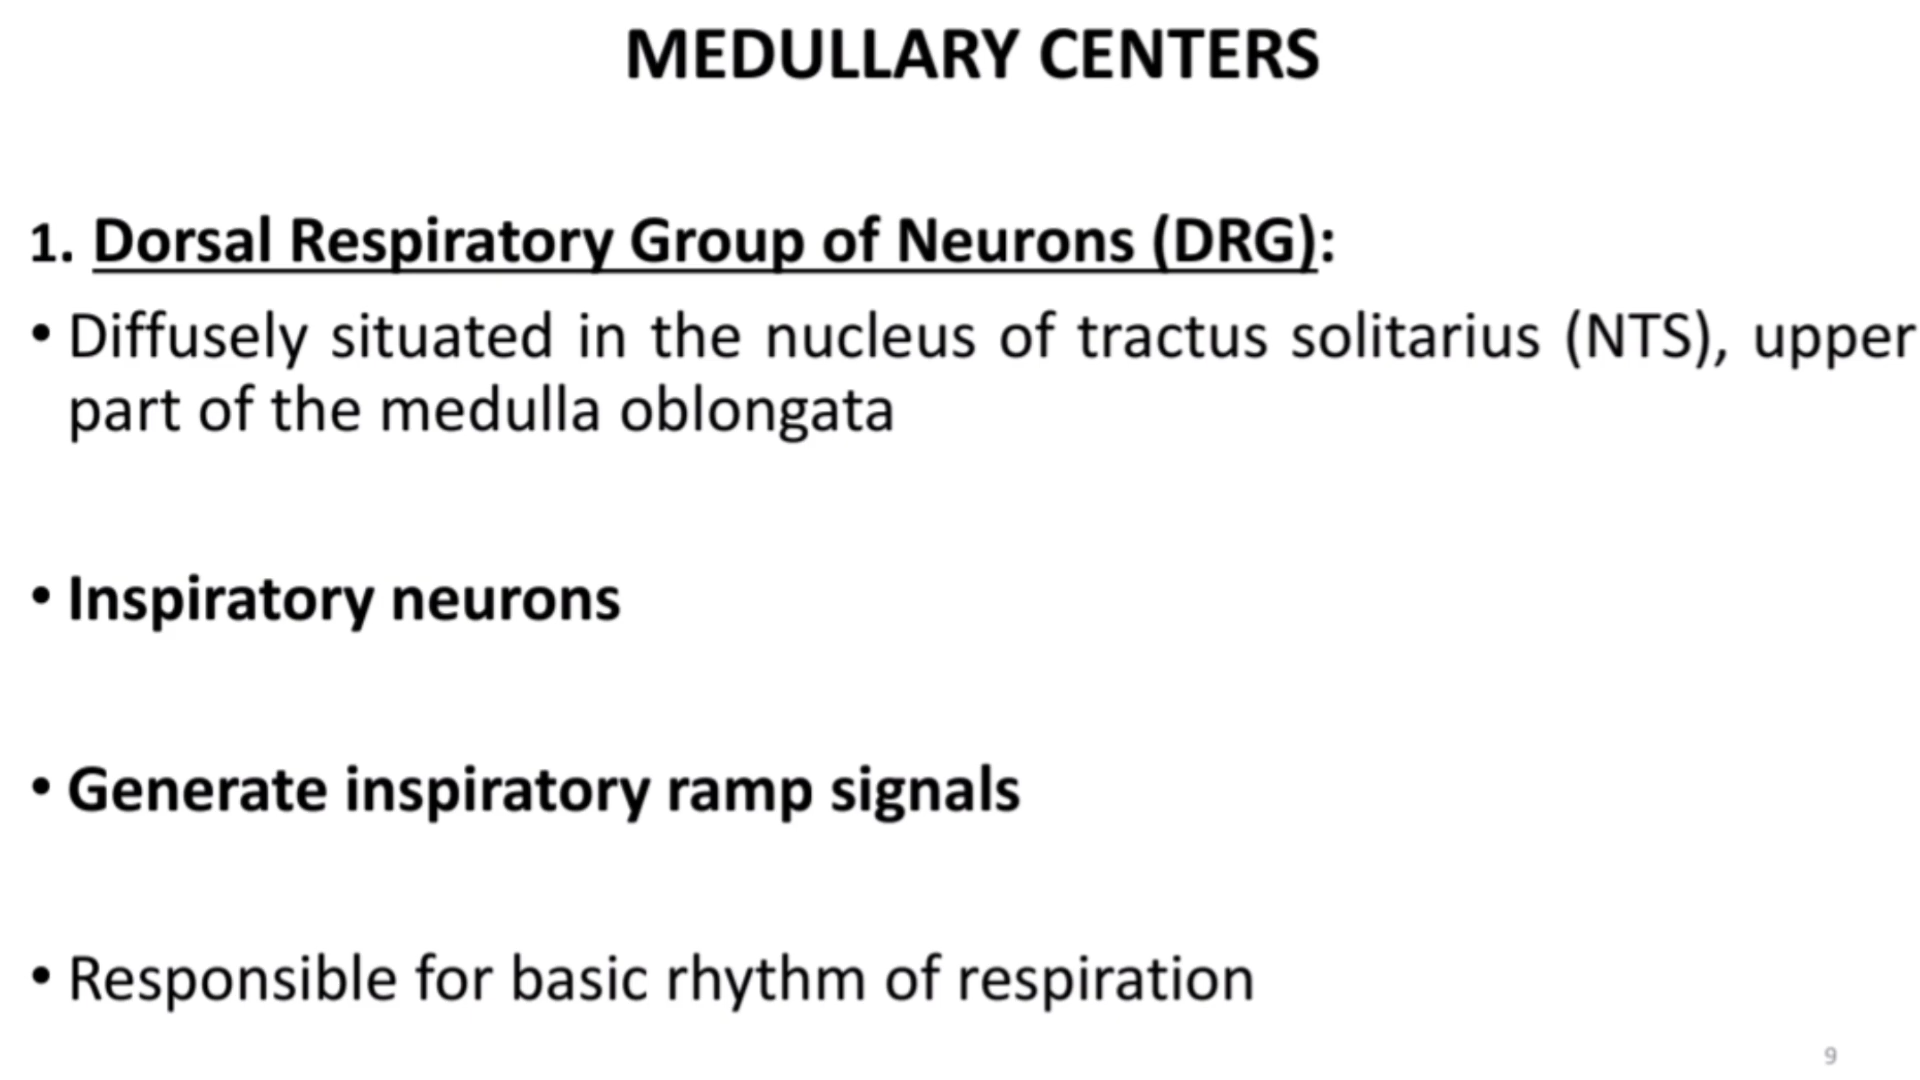 MEDULLARY CENTERS
1. Dorsal Respiratory Group of Neurons (DRG):
• Diffusely situated in the nucleus of tractus solitarius (NTS), upper
part of the medulla oblongata
• Inspiratory neurons
• Generate inspiratory ramp signals
• Responsible for basic rhythm of respiration
9